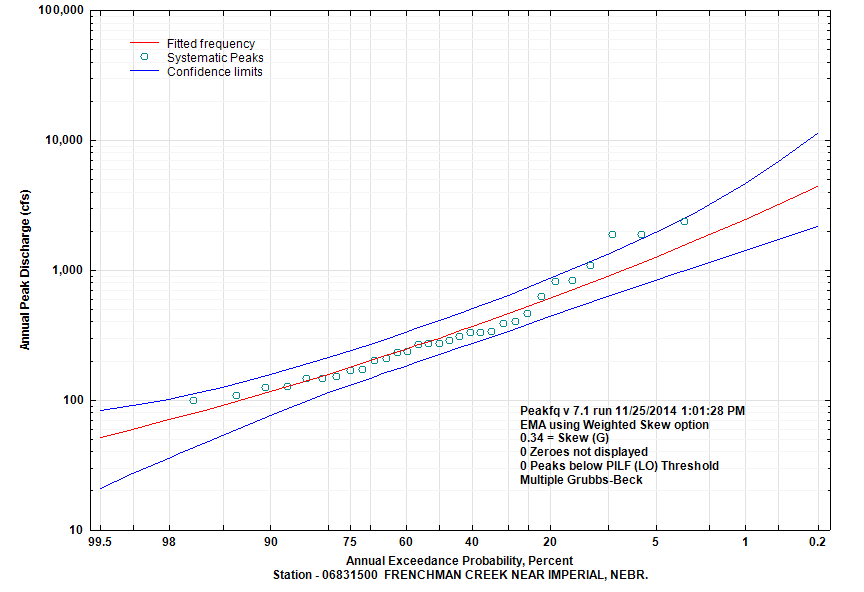 100,000
10,000
1,000
100
10
Annual Peak Discharge (cfs)
Fitted frequency
Systematic Peaks
Confidence limits
Peakfq v 7.1 run 11/25/2014 1:01:28 PM
EMA using Weighted Skew option
0.34 = Skew (G)
0 Zeroes not displayed
0 Peaks below PILF (LO) Threshold
Multiple Grubbs-Beck
99.5 98 90 75 60 40 20 5 1 0.2
Annual Exceedance Probability, Percent
Station - 06831500 FRENCHMAN CREEK NEAR IMPERIAL, NEBR.